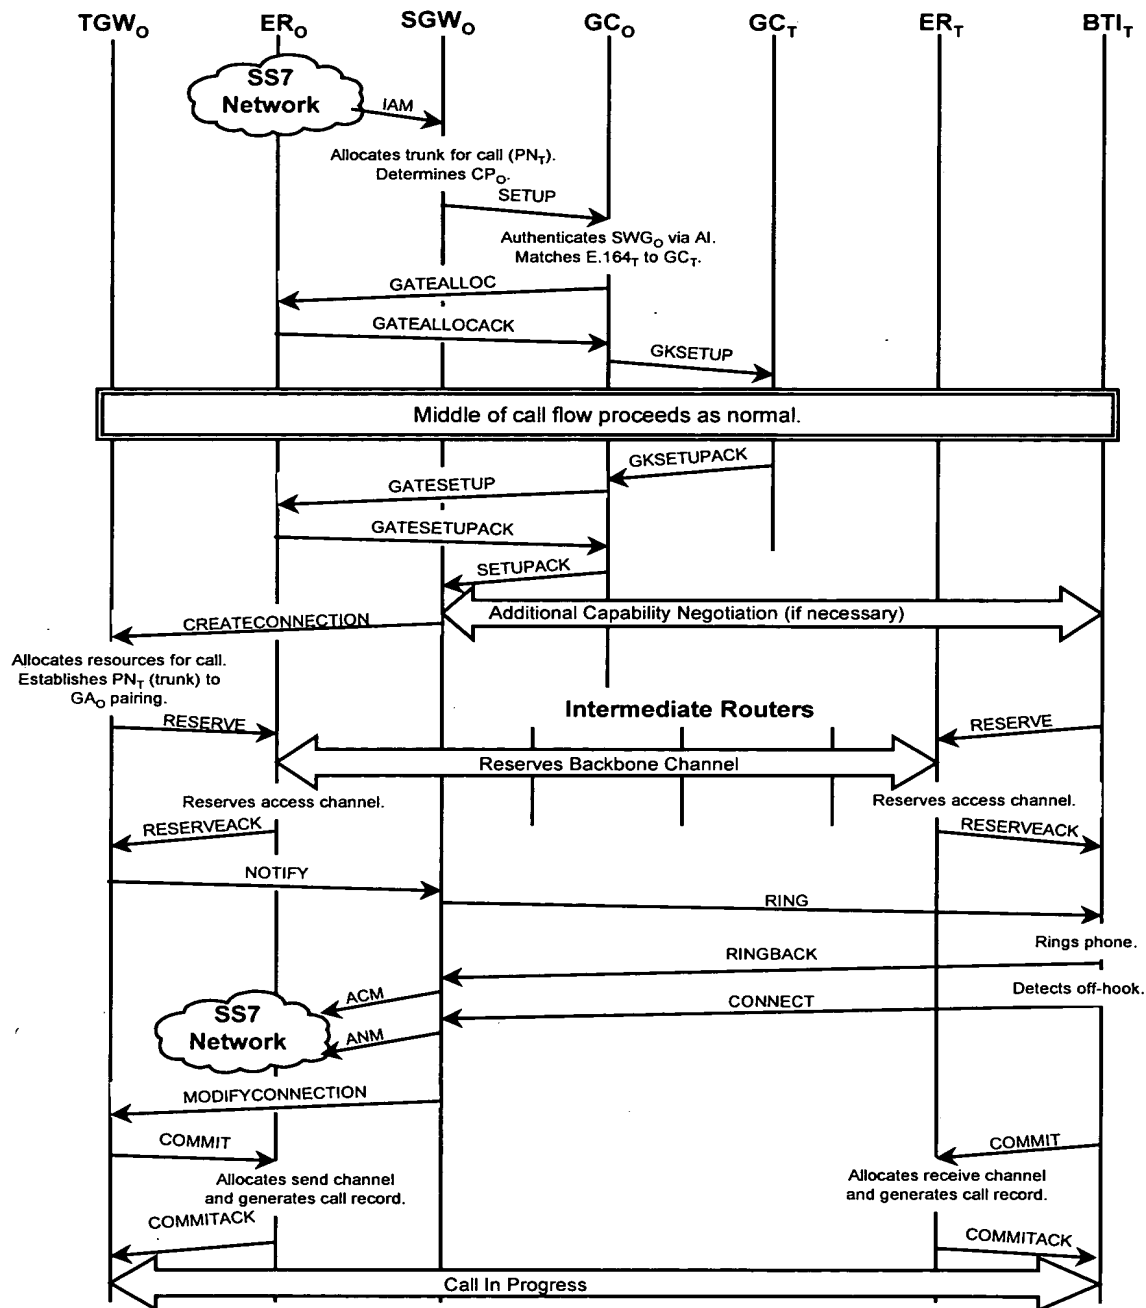 TGWO ERO SGWO GCO GCT ERT BTIT
SS7
Network
IAM
Allocates trunk for call (PNT).
Determines CPO.
SETUP
Authenticates SWGO via AI.
Matches E.164T to GCT.
GATEALLOC
GATEALLOCACK
GKSETUP
Middle of call flow proceeds as normal.
GKSETUPACK
GATESETUP
GATESETUPACK
SETUPACK
Additional Capability Negotiation (if necessary)
CREATECONNECTION
Allocates resources for call.
Establishes PNT (trunk) to
GAO pairing.
Intermediate Routers
RESERVE
RESERVE
Reserves Backbone Channel
Reserves access channel.
Reserves access channel.
RESERVEACK
RESERVEACK
NOTIFY
RING
Rings phone.
RINGBACK
Detects off-hook.
ACM
CONNECT
SS7
Network
ANM
MODIFYCONNECTION
COMMIT
COMMIT
Allocates send channel
and generates call record.
Allocates receive channel
and generates call record.
COMMITACK
COMMITACK
Call In Progress